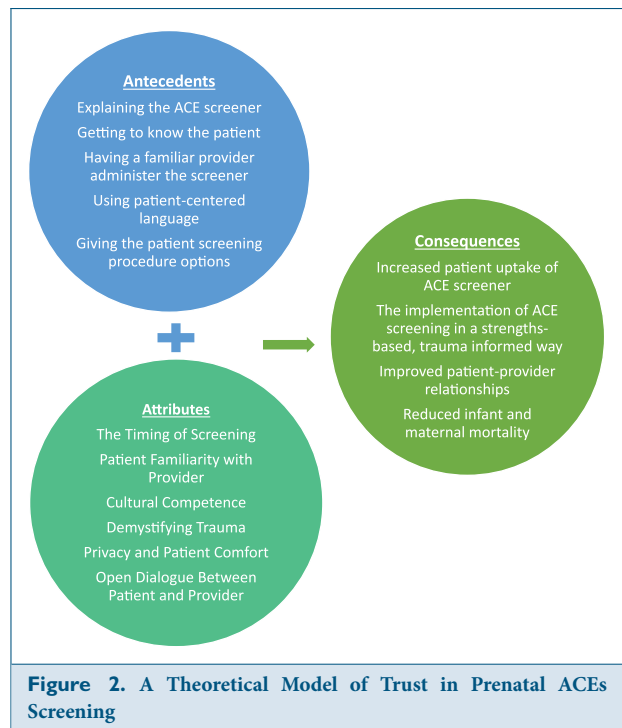 Antecedents
Explaining the ACE screener
Getting to know the patient
Having a familiar provider
administer the screener
Using patient-centered
language
Giving the patient screening
procedure options
Attributes
The Timing of Screening
Patient Familiarity with
Provider
Cultural Competence
Demystifying Trauma
Privacy and Patient Comfort
Open Dialogue Between
Patient and Provider
Consequences
Increased patient uptake of
ACE screener
The implementation of ACE
screening in a strengths-
based, trauma informed way
Improved patient-provider
relationships
Reduced infant and
maternal mortality
Figure 2. A Theoretical Model of Trust in Prenatal ACEs
Screening